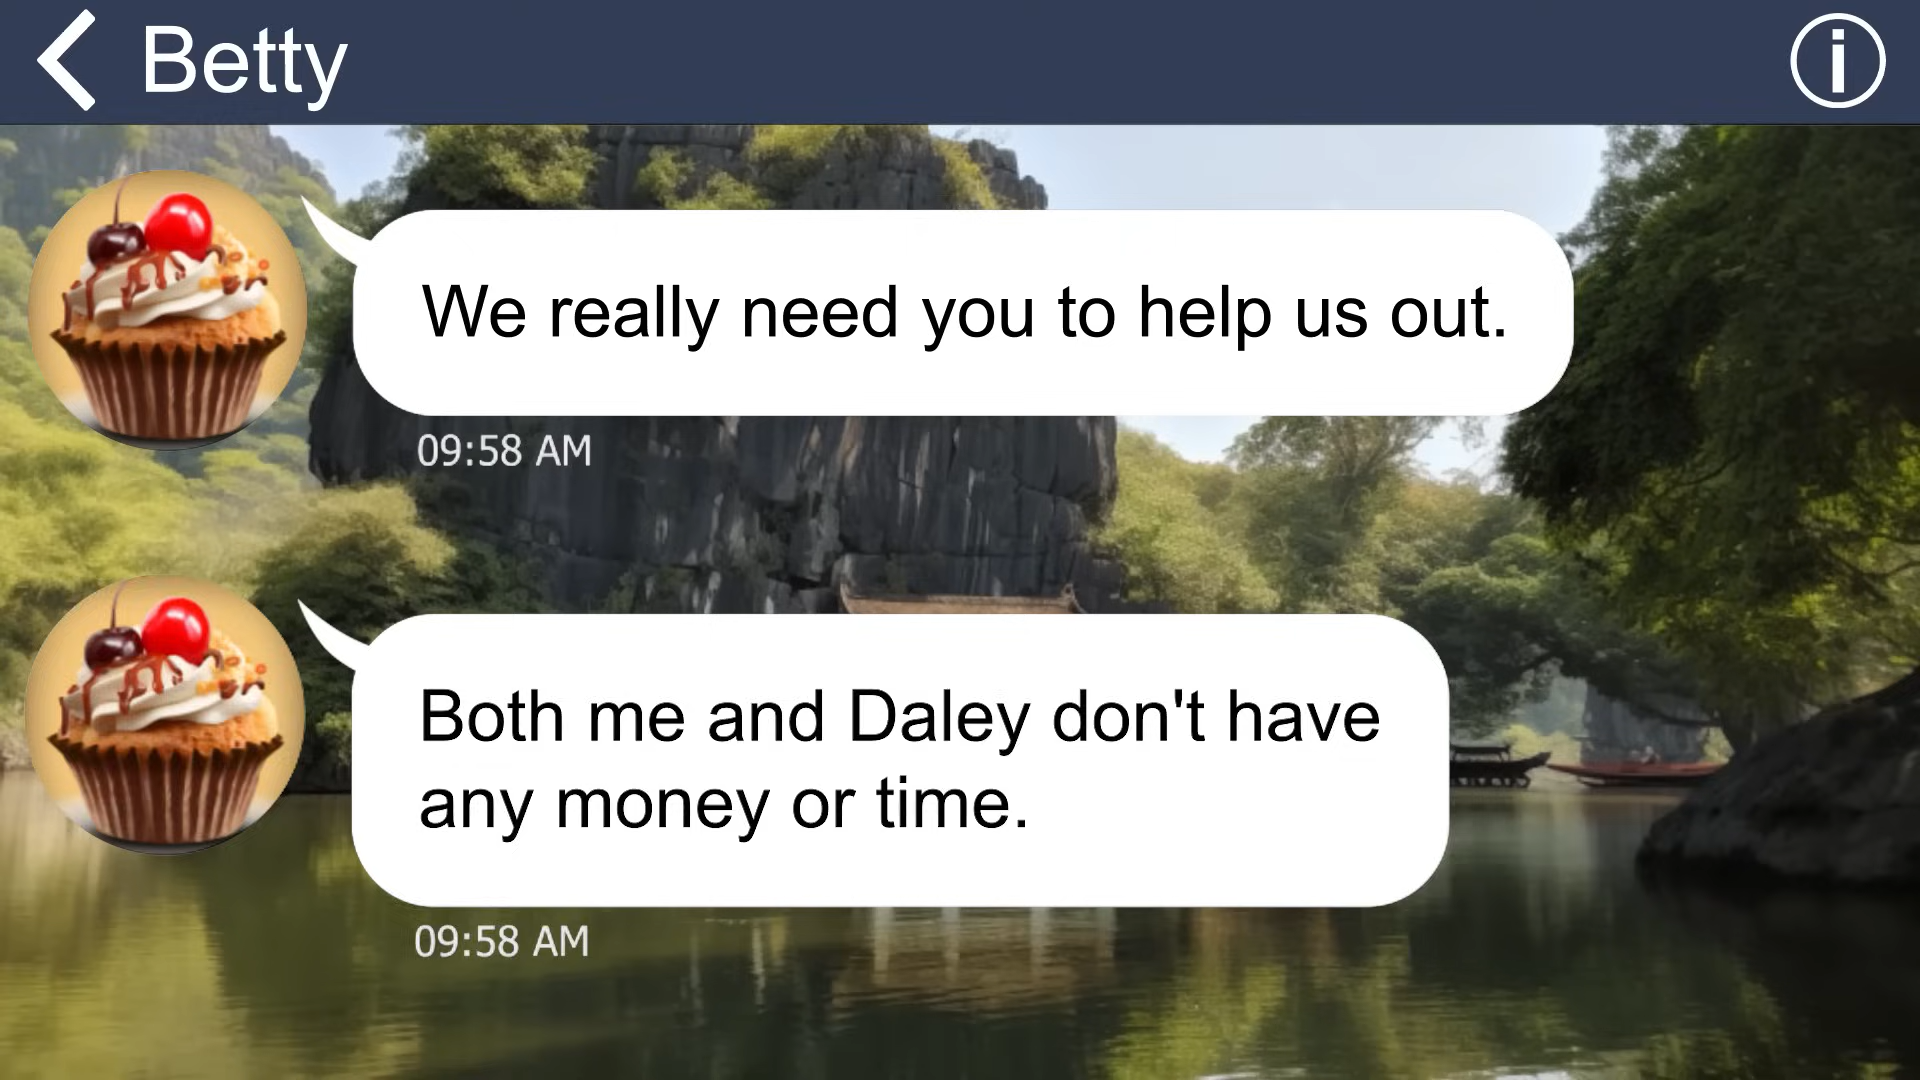 Betty
We really need you to help us out.
09:58 AM
Both me and Daley don't have
any money or time.
09:58 AM